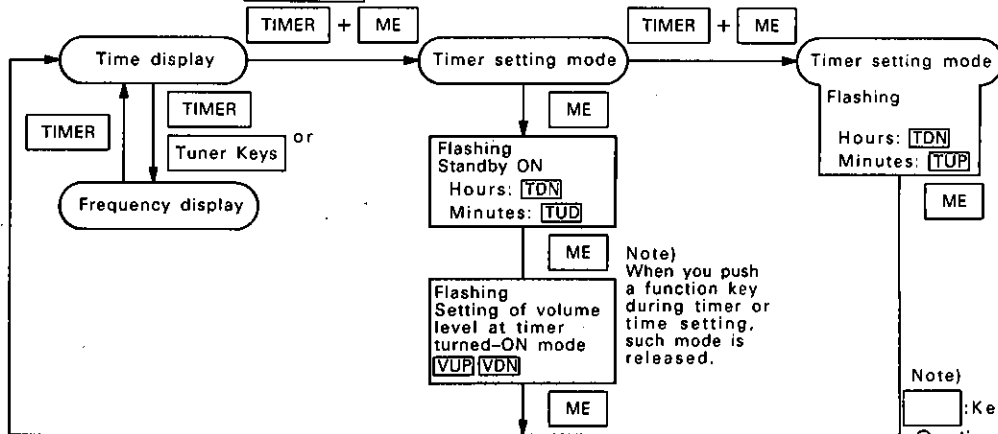 TIMER + ME
TIMER + ME
Time display
Timer setting mode
Timer setting mode
TIMER
TIMER
or
Tuner Keys
Frequency display
ME
Flashing
Standby ON
Hours: TDN
Minutes: TUD
ME
Flashing
Setting of volume
level at timer
turned-ON mode
VUP VDN
ME
Note)
When you push
a function key
during timer or
time setting,
such mode is
released.
Flashing
Hours: TDN
Minutes: TUP
ME
Note)
: Ke